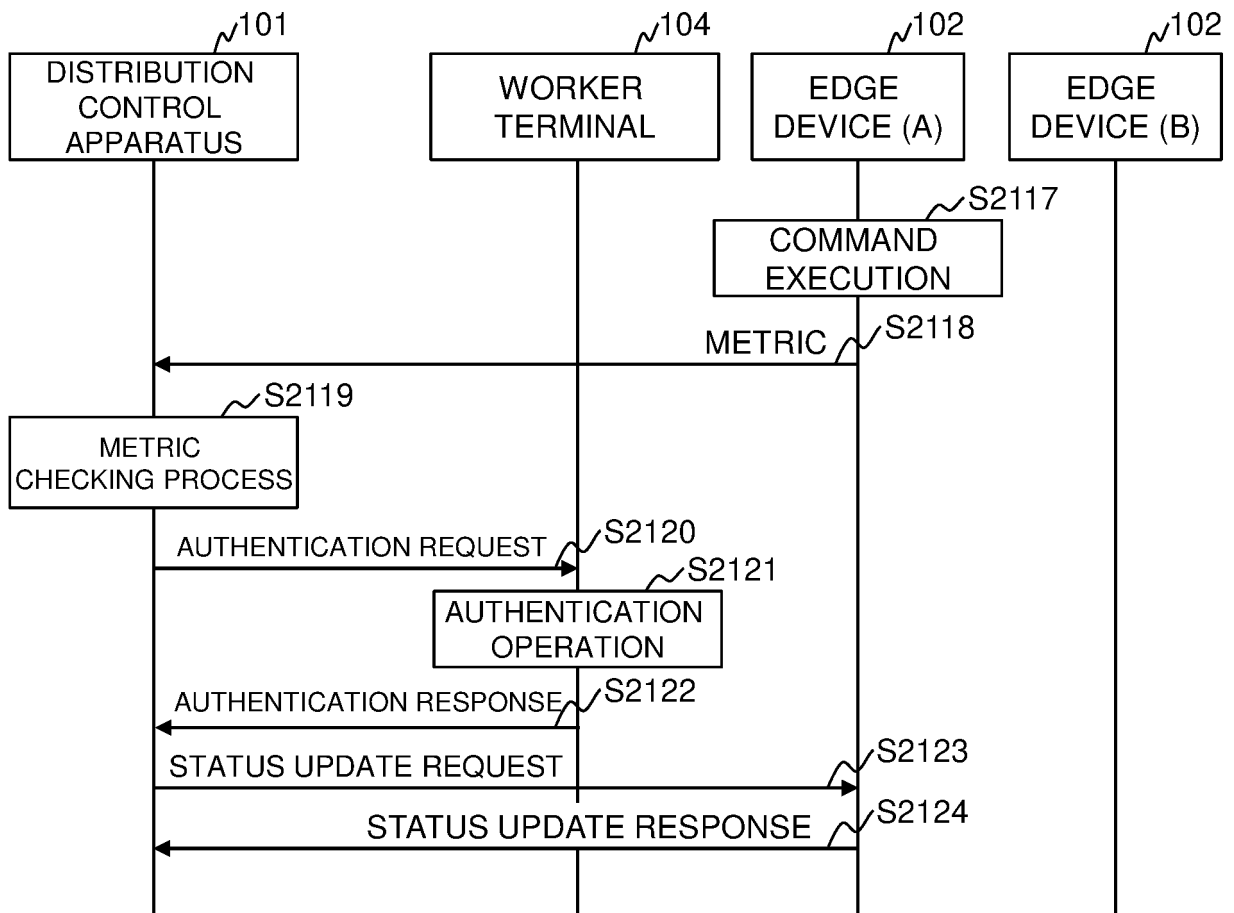 101
104
102
102
DISTRIBUTION
CONTROL
APPARATUS
WORKER
TERMINAL
EDGE
DEVICE (A)
EDGE
DEVICE (B)
S2117
COMMAND
EXECUTION
S2118
METRIC
S2119
METRIC
CHECKING PROCESS
S2120
AUTHENTICATION REQUEST
S2121
AUTHENTICATION
OPERATION
S2122
AUTHENTICATION RESPONSE
S2123
STATUS UPDATE REQUEST
S2124
STATUS UPDATE RESPONSE